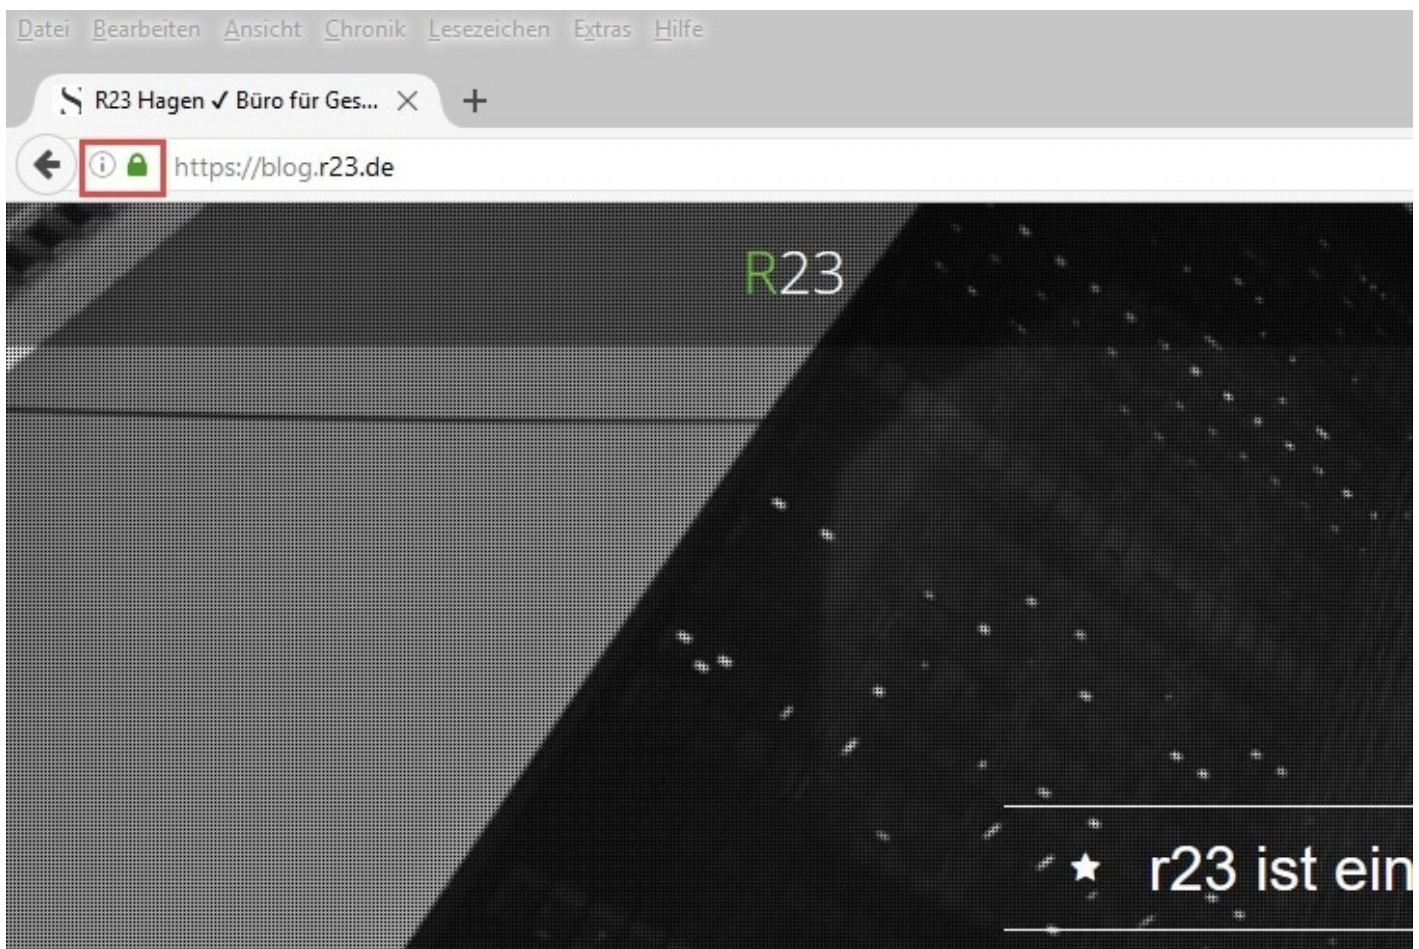 Datei Bearbeiten Ansicht Chronik Lesezeichen Extras Hilfe
R23 Hagen ✓ Büro für Ges...
https://blog.r23.de
R23
★ r23 ist ein